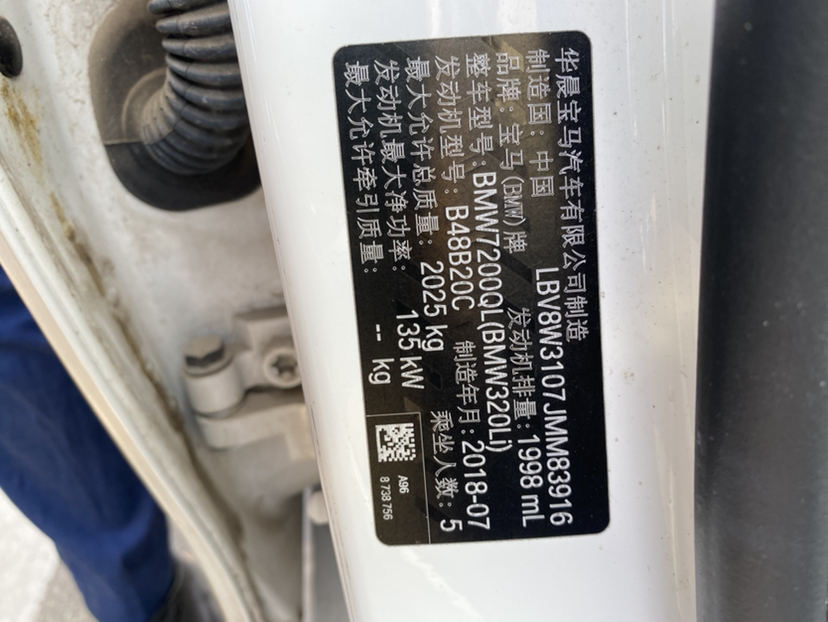 华晨宝马汽车有限公司制造
制造国：中国 LBV8W3107JMM83916
品牌：宝马(BMW)牌 发动机排量：1998 mL
整车型号：BMW7200QL(BMW320Li)
发动机型号：B48B20C 制造年月：2018-07
最大允许总质量：2025 kg 乘坐人数：5
发动机最大净功率：135 kW
最大允许牵引质量：-- kg
A96
8 738 756